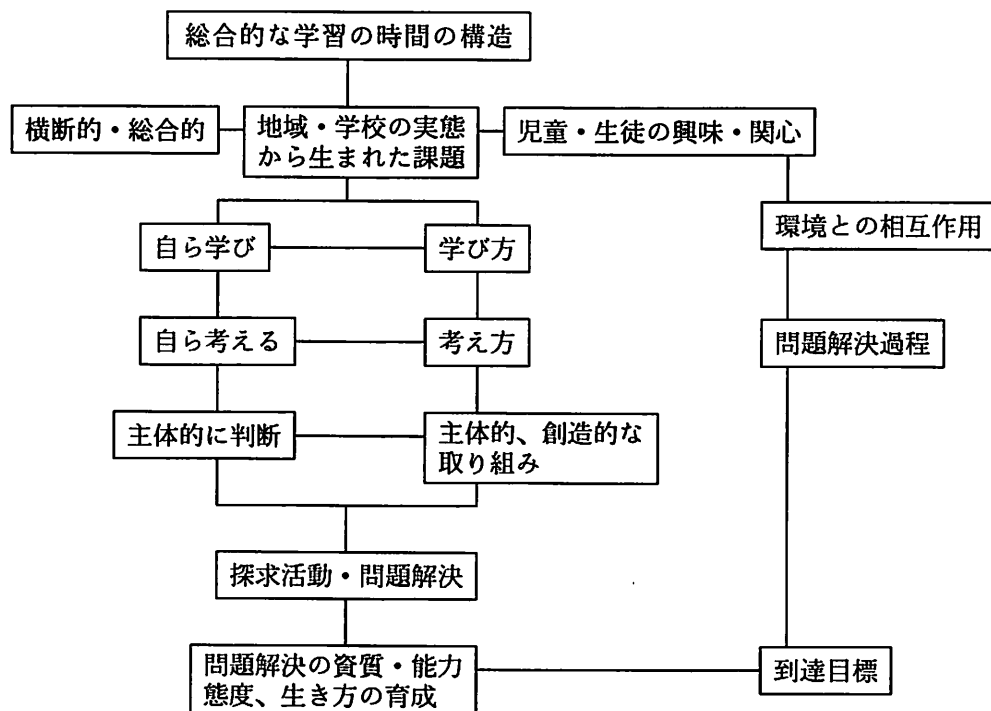 総合的な学習の時間の構造
横断的・総合的
地域・学校の実態
から生まれた課題
児童・生徒の興味・関心
環境との相互作用
自ら学び
学び方
自ら考える
考え方
問題解決過程
主体的に判断
主体的、創造的な
取り組み
探求活動・問題解決
問題解決の資質・能力
態度、生き方の育成
到達目標